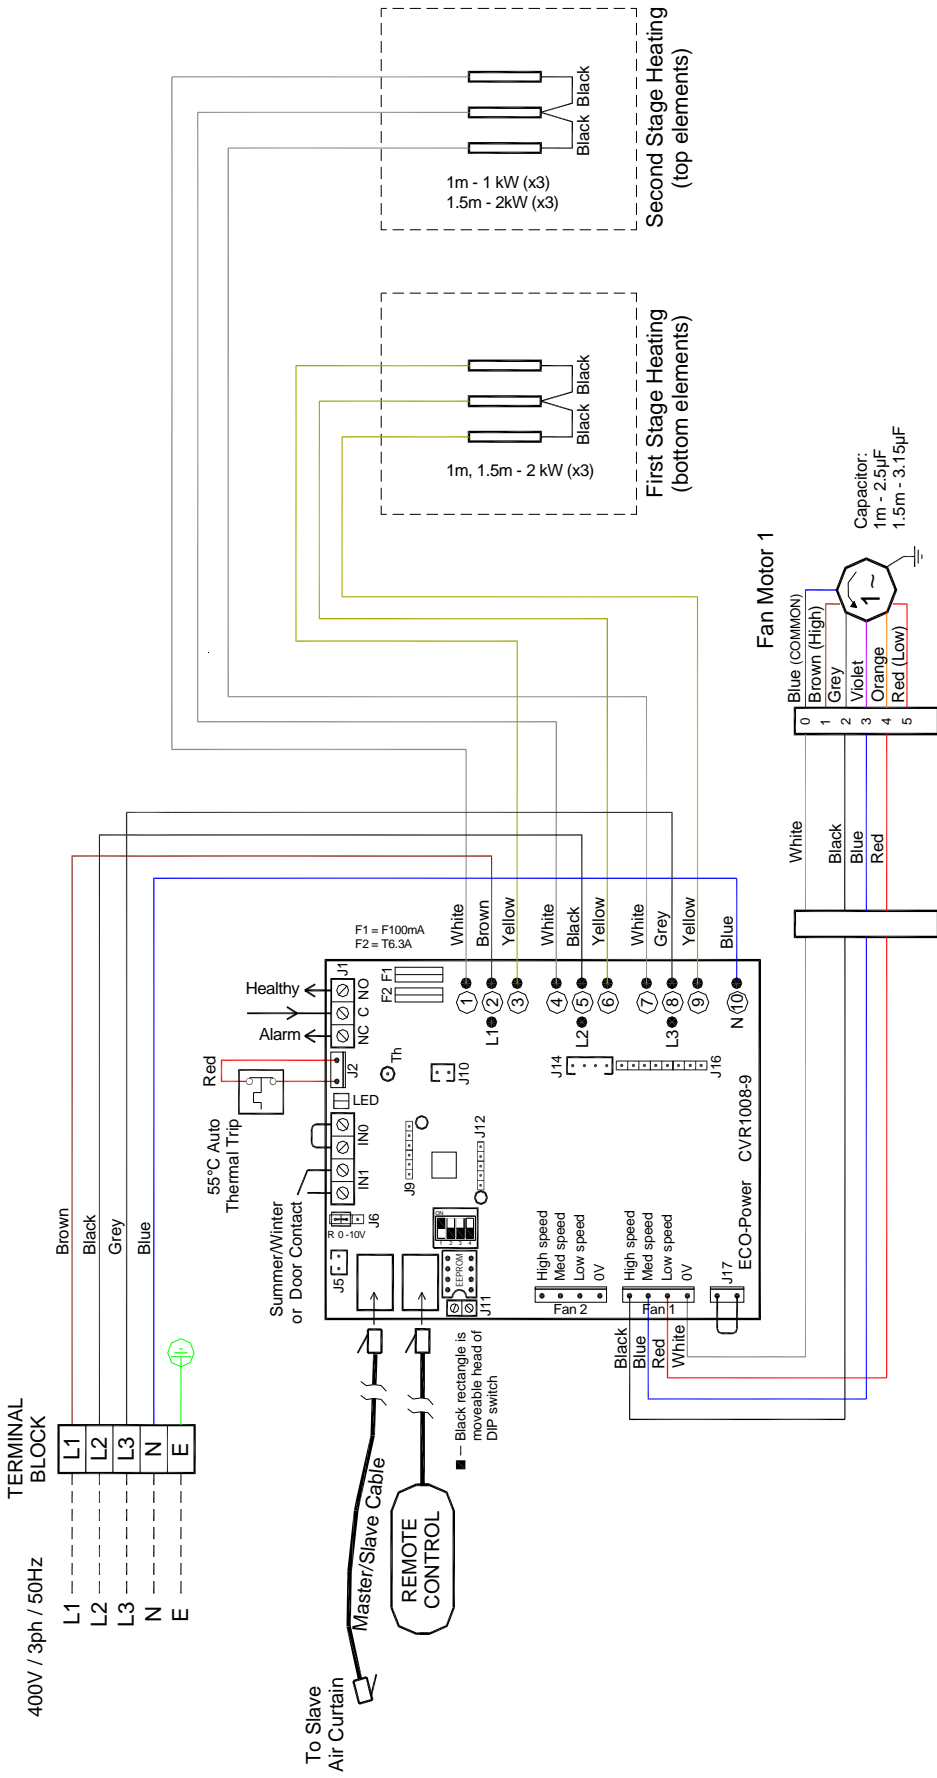 TERMINAL
BLOCK
400V / 3ph / 50Hz
L1
L2
L3
N
E
L1
L2
L3
N
E
Brown
Black
Grey
Blue
To Slave
Air Curtain
Master/Slave Cable
REMOTE
CONTROL
■ – Black rectangle is
moveable head of
DIP switch
Summer/Winter
or Door Contact
55°C Auto
Thermal Trip
Red
Healthy
Alarm
F1 = F100mA
F2 = T6.3A
J1
NO
C
NC
F1
F2
J2
Th
LED
IN0
IN1
J6
R 0-10V
J5
J10
J9
J12
ON
1 2 3 4
EEPROM
J11
J14
J16
High speed
Med speed
Low speed
0V
Fan 2
High speed
Med speed
Low speed
0V
Fan 1
J17
ECO-Power
CVR1008-9
1
2
3
4
5
6
7
8
9
N 10
L1
L2
L3
White
Brown
Yellow
White
Black
Yellow
White
Grey
Yellow
Blue
Black
Blue
Red
White
White
Black
Blue
Red
0
1
2
3
4
5
Blue (COMMON)
Brown (High)
Grey
Violet
Orange
Red (Low)
1 ~
Fan Motor 1
Capacitor:
1m - 2.5µF
1.5m - 3.15µF
1m, 1.5m - 2 kW (x3)
Black
Black
First Stage Heating
(bottom elements)
1m - 1 kW (x3)
1.5m - 2kW (x3)
Black
Black
Second Stage Heating
(top elements)